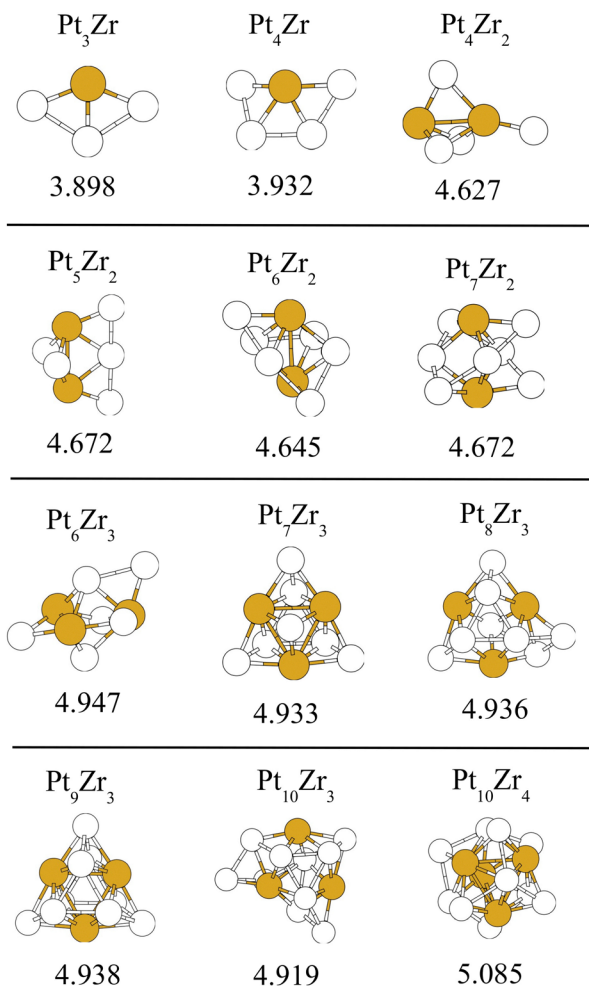 Pt₃Zr Pt₄Zr Pt₄Zr₂
3.898 3.932 4.627
Pt₅Zr₂ Pt₆Zr₂ Pt₇Zr₂
4.672 4.645 4.672
Pt₆Zr₃ Pt₇Zr₃ Pt₈Zr₃
4.947 4.933 4.936
Pt₉Zr₃ Pt₁₀Zr₃ Pt₁₀Zr₄
4.938 4.919 5.085